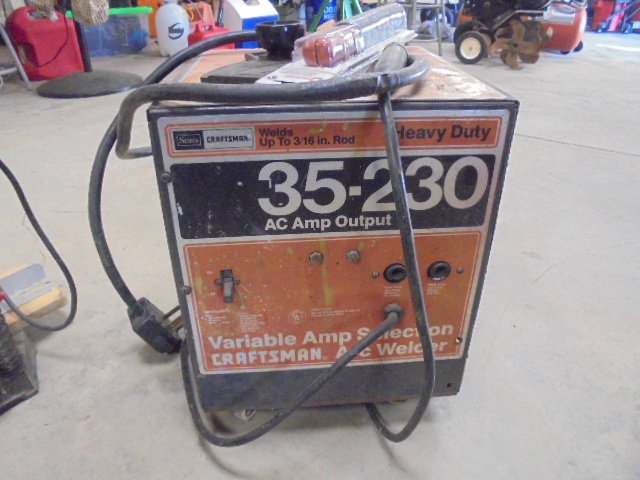 Sears CRAFTSMAN
Welds
Up To 3/16 in. Rod
Heavy Duty
35-230
AC Amp Output
Variable Amp Selection
CRAFTSMAN Arc Welder